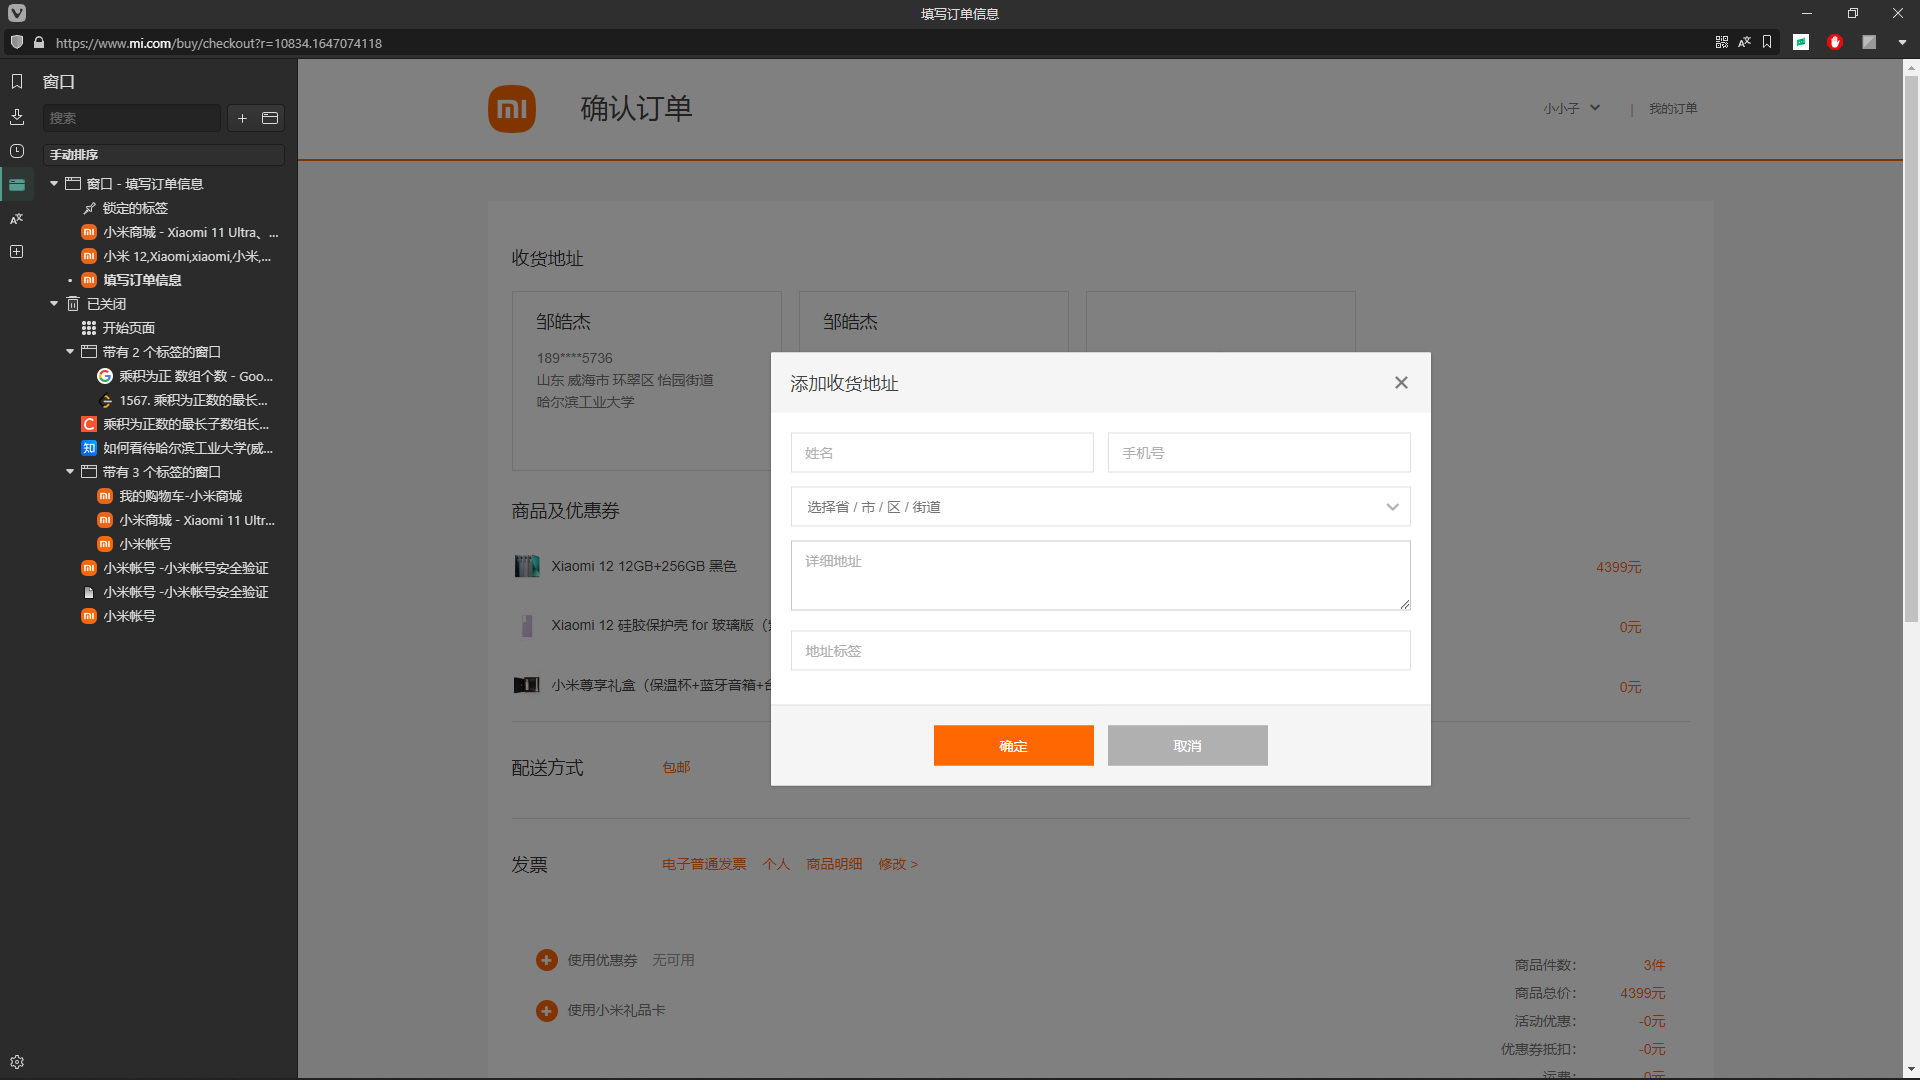 填写订单信息
https://www.mi.com/buy/checkout?r=10834.1647074118
窗口
搜索
手动排序
窗口 - 填写订单信息
锁定的标签
小米商城 - Xiaomi 11 Ultra、...
小米 12,Xiaomi,xiaomi,小米,...
填写订单信息
已关闭
开始页面
带有 2 个标签的窗口
乘积为正 数组个数 - Goo...
1567. 乘积为正数的最长...
乘积为正数的最长子数组长...
如何看待哈尔滨工业大学(威...
带有 3 个标签的窗口
我的购物车-小米商城
小米商城 - Xiaomi 11 Ultr...
小米帐号
小米帐号 -小米帐号安全验证
小米帐号 -小米帐号安全验证
小米帐号
确认订单
小小子 | 我的订单
收货地址
邹皓杰
189****5736
山东 威海市 环翠区 怡园街道
哈尔滨工业大学
邹皓杰
添加收货地址
姓名
手机号
选择省 / 市 / 区 / 街道
详细地址
地址标签
确定
取消
商品及优惠券
Xiaomi 12 12GB+256GB 黑色
4399元
Xiaomi 12 硅胶保护壳 for 玻璃版（
0元
小米尊享礼盒（保温杯+蓝牙音箱+
0元
配送方式 包邮
发票 电子普通发票 个人 商品明细 修改 >
使用优惠券 无可用
使用小米礼品卡
商品件数： 3件
商品总价： 4399元
活动优惠： -0元
优惠券抵扣： -0元
运费： 0元